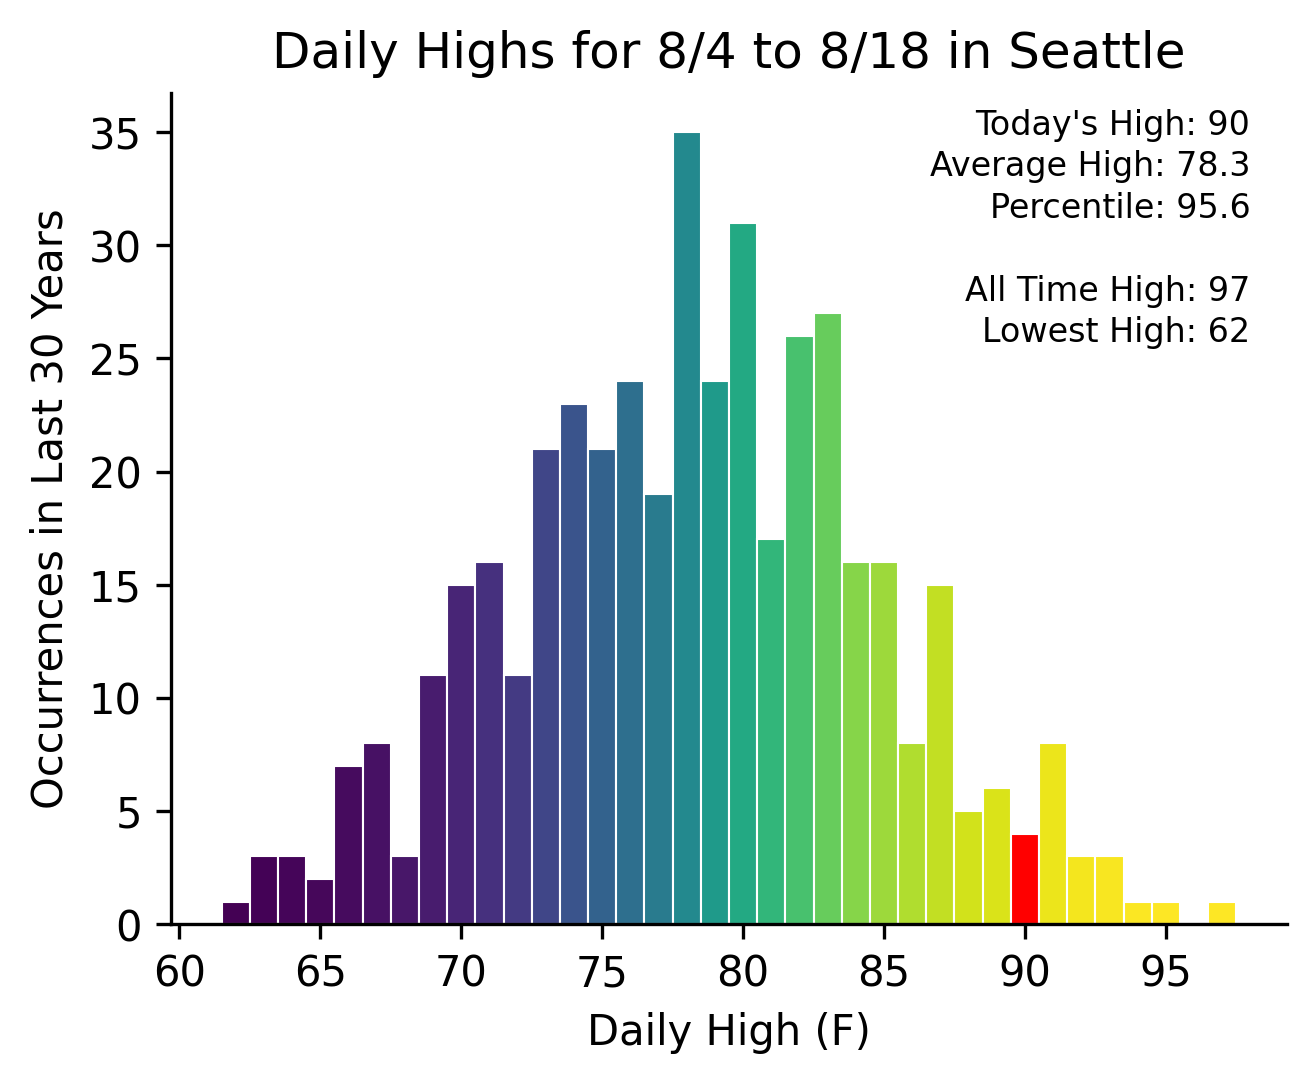 Daily Highs for 8/4 to 8/18 in Seattle
Today's High: 90
Average High: 78.3
Percentile: 95.6
All Time High: 97
Lowest High: 62
Occurrences in Last 30 Years
35
30
25
20
15
10
5
0
60 65 70 75 80 85 90 95
Daily High (F)